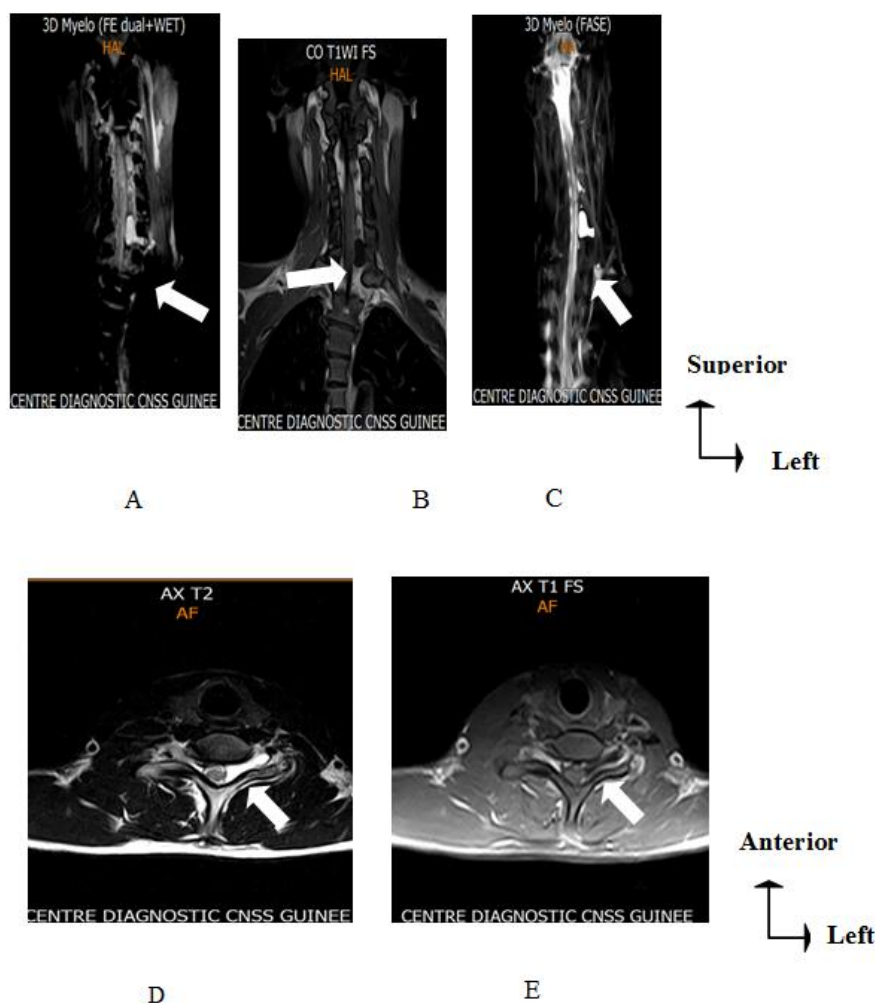 3D Myelo (FE dual+WET)
HAL
CENTRE DIAGNOSTIC CNSS GUINEE
A
CO T1WI FS
HAL
CENTRE DIAGNOSTIC CNSS GUINEE
B
3D Myelo (FASE)
CENTRE DIAGNOSTIC CNSS GUINEE
C
Superior
Left
AX T2
AF
CENTRE DIAGNOSTIC CNSS GUINEE
D
AX T1 FS
AF
CENTRE DIAGNOSTIC CNSS GUINEE
E
Anterior
Left